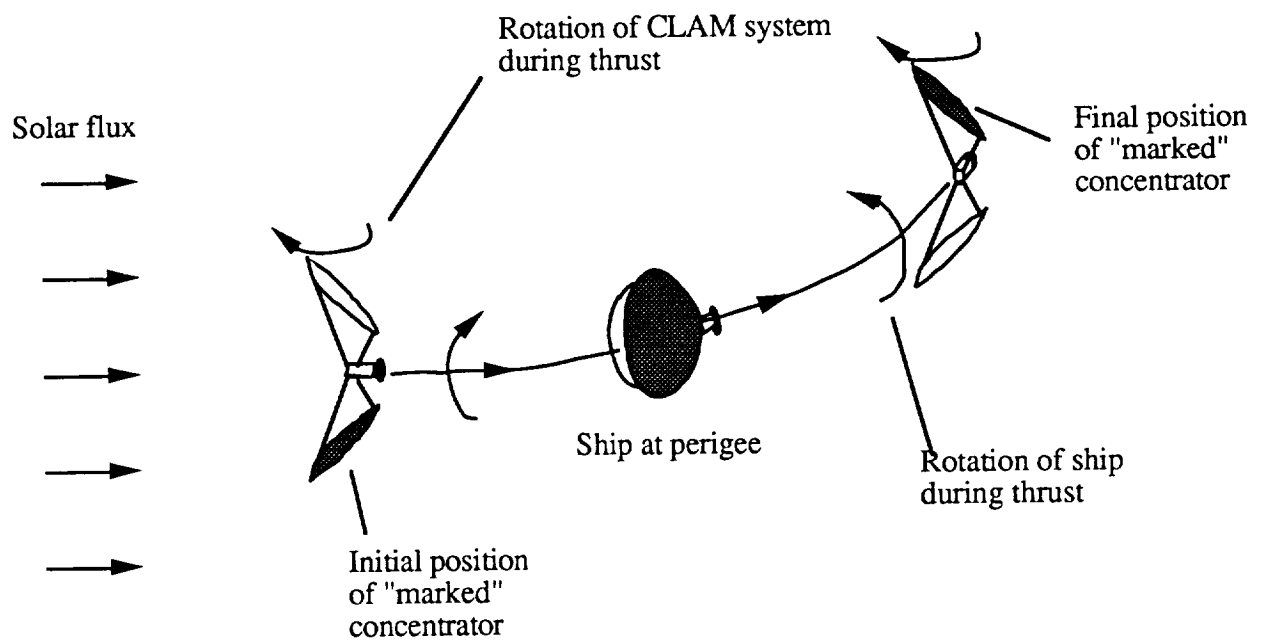 Rotation of CLAM system
during thrust
Solar flux
Final position
of "marked"
concentrator
Ship at perigee
Rotation of ship
during thrust
Initial position
of "marked"
concentrator